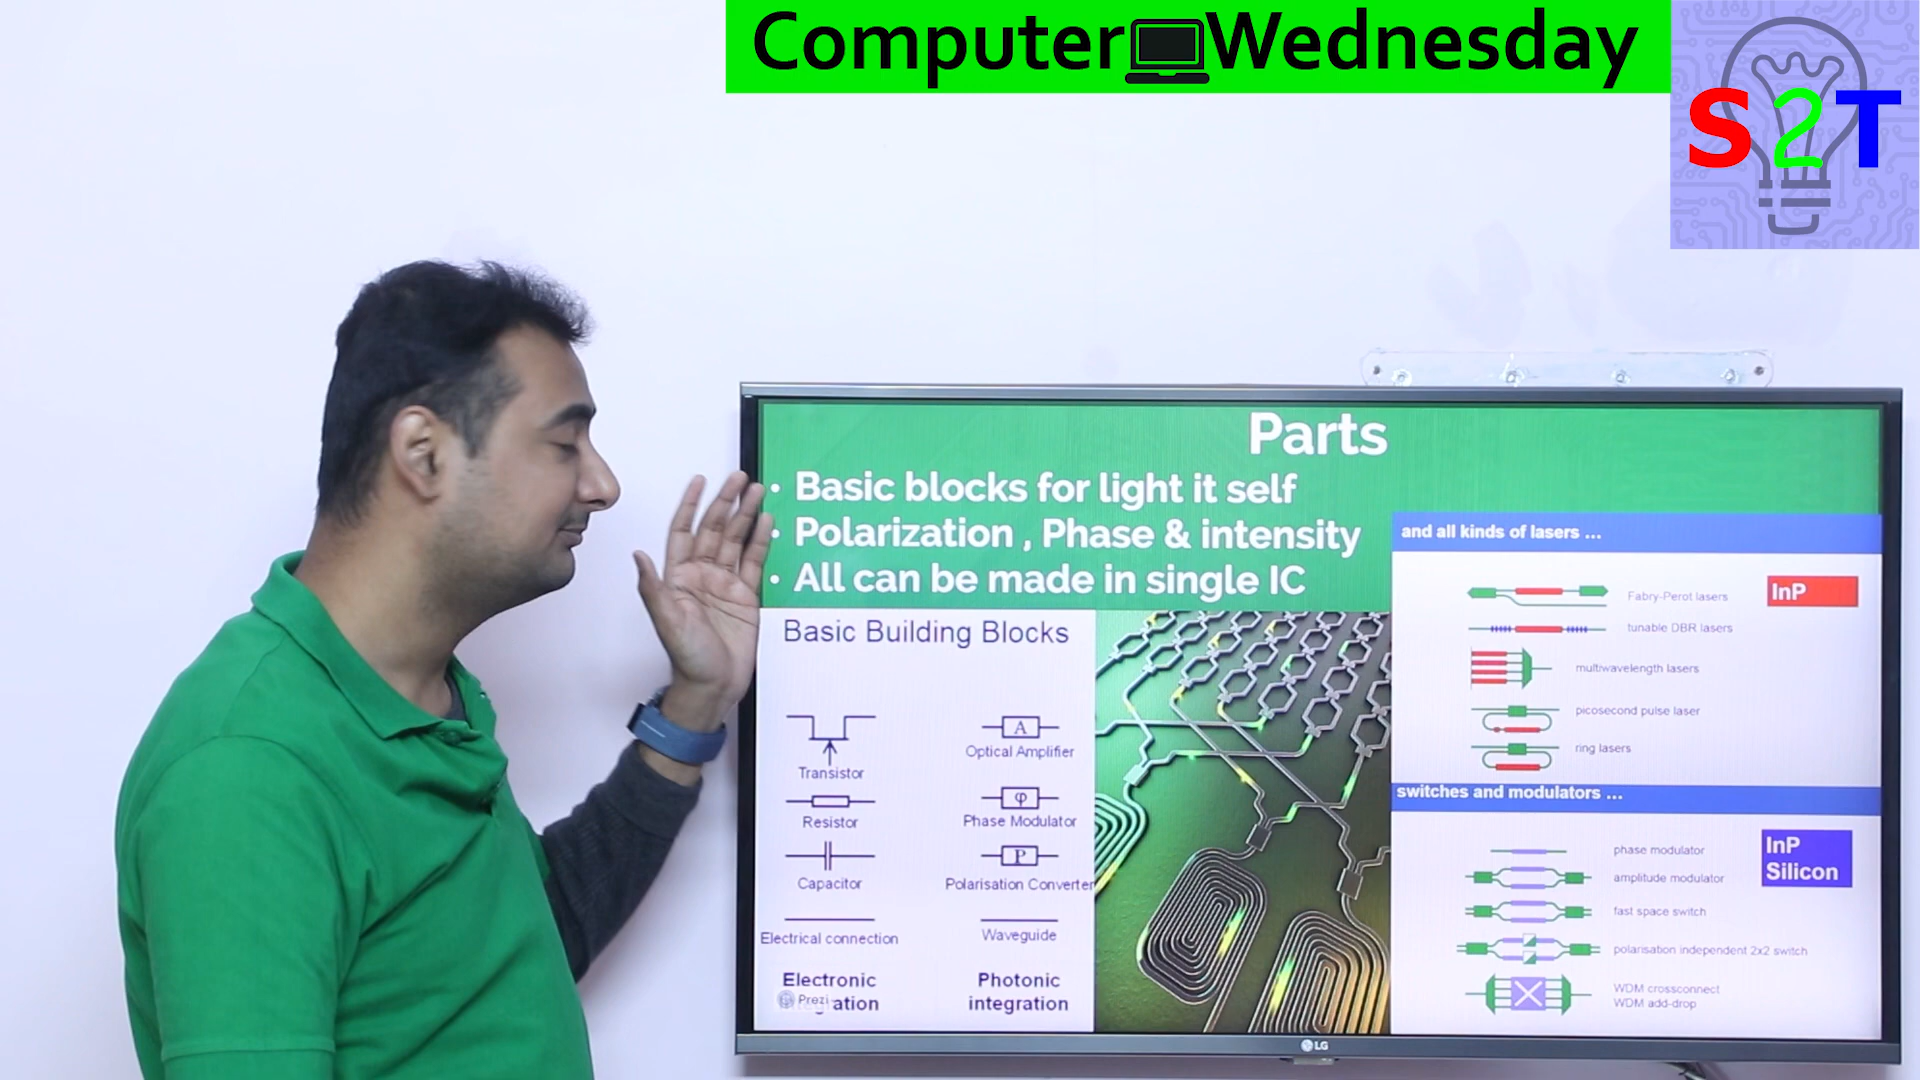 Computer Wednesday
S2T
Parts
• Basic blocks for light it self
• Polarization , Phase & intensity
• All can be made in single IC
Basic Building Blocks
Transistor
A
Optical Amplifier
Resistor
φ
Phase Modulator
Capacitor
P
Polarisation Converter
Electrical connection
Waveguide
Electronic
ation
Photonic
integration
Prezi
and all kinds of lasers ...
InP
Fabry-Perot lasers
tunable DBR lasers
multiwavelength lasers
picosecond pulse laser
ring lasers
switches and modulators ...
InP
Silicon
phase modulator
amplitude modulator
fast space switch
polarisation independent 2x2 switch
WDM crossconnect
WDM add-drop
LG